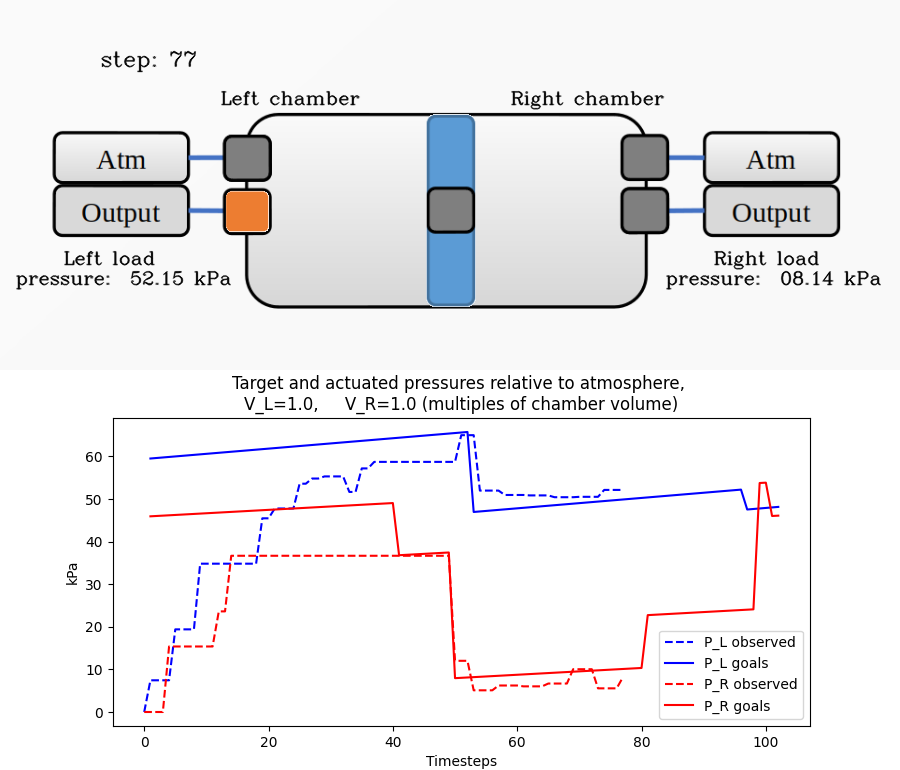 step: 77
Left chamber
Right chamber
Atm
Atm
Output
Output
Left load
pressure: 52.15 kPa
Right load
pressure: 08.14 kPa
Target and actuated pressures relative to atmosphere,
V_L=1.0, V_R=1.0 (multiples of chamber volume)
kPa
60
50
40
30
20
10
0
P_L observed
P_L goals
P_R observed
P_R goals
0 20 40 60 80 100
Timesteps